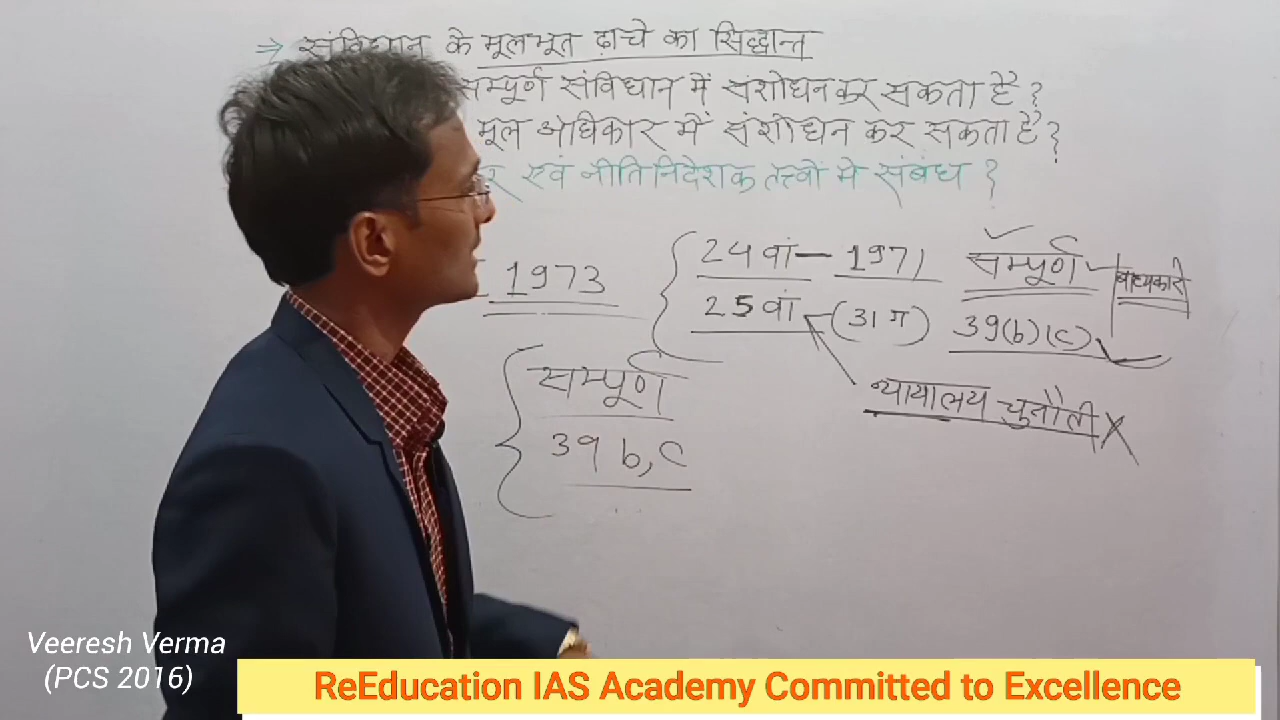 ⇒ संविधान के मूलभूत ढ़ाचे का सिद्धान्त
सम्पूर्ण संविधान में संशोधन कर सकता है ?
मूल अधिकार में संशोधन कर सकता है ?
एवं नीति निदेशक तत्त्वों मे संबंध ?
1973
24 वां — 1971 सम्पूर्ण बाध्यकारी
25 वां (31 ग) 39(b)(c)
न्यायालय चुनौती X
सम्पूर्ण
39 b, c
Veeresh Verma
(PCS 2016)
ReEducation IAS Academy Committed to Excellence